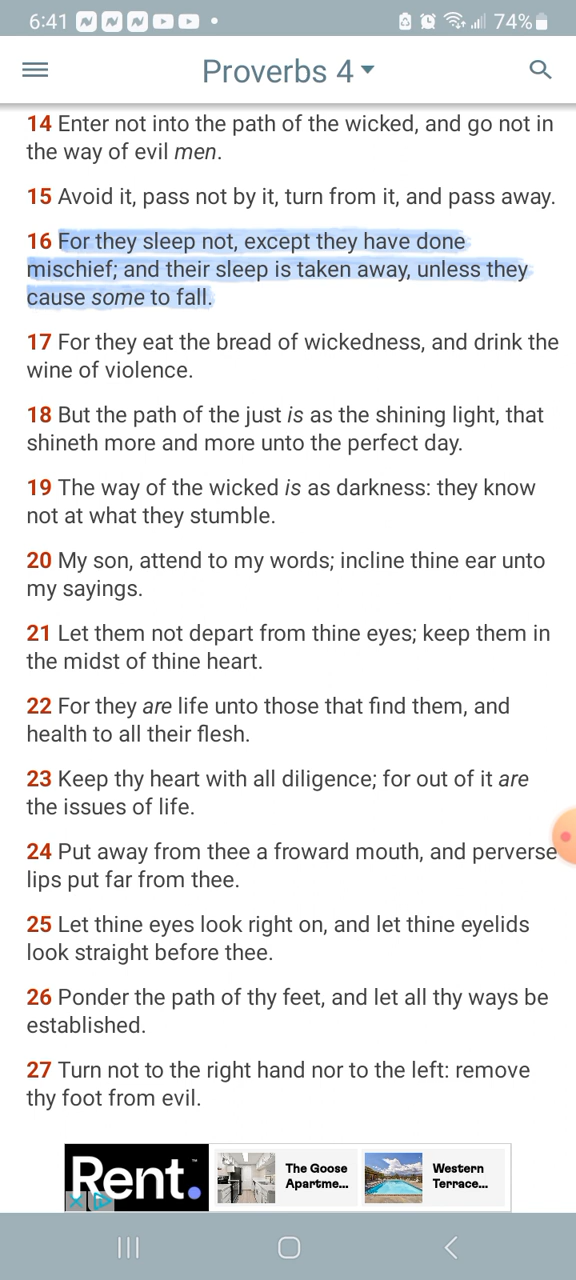 6:41
74%
Proverbs 4
14 Enter not into the path of the wicked, and go not in
the way of evil men.
15 Avoid it, pass not by it, turn from it, and pass away.
16 For they sleep not, except they have done
mischief; and their sleep is taken away, unless they
cause some to fall.
17 For they eat the bread of wickedness, and drink the
wine of violence.
18 But the path of the just is as the shining light, that
shineth more and more unto the perfect day.
19 The way of the wicked is as darkness: they know
not at what they stumble.
20 My son, attend to my words; incline thine ear unto
my sayings.
21 Let them not depart from thine eyes; keep them in
the midst of thine heart.
22 For they are life unto those that find them, and
health to all their flesh.
23 Keep thy heart with all diligence; for out of it are
the issues of life.
24 Put away from thee a froward mouth, and perverse
lips put far from thee.
25 Let thine eyes look right on, and let thine eyelids
look straight before thee.
26 Ponder the path of thy feet, and let all thy ways be
established.
27 Turn not to the right hand nor to the left: remove
thy foot from evil.
Rent.™
The Goose
Apartme...
Western
Terrace...